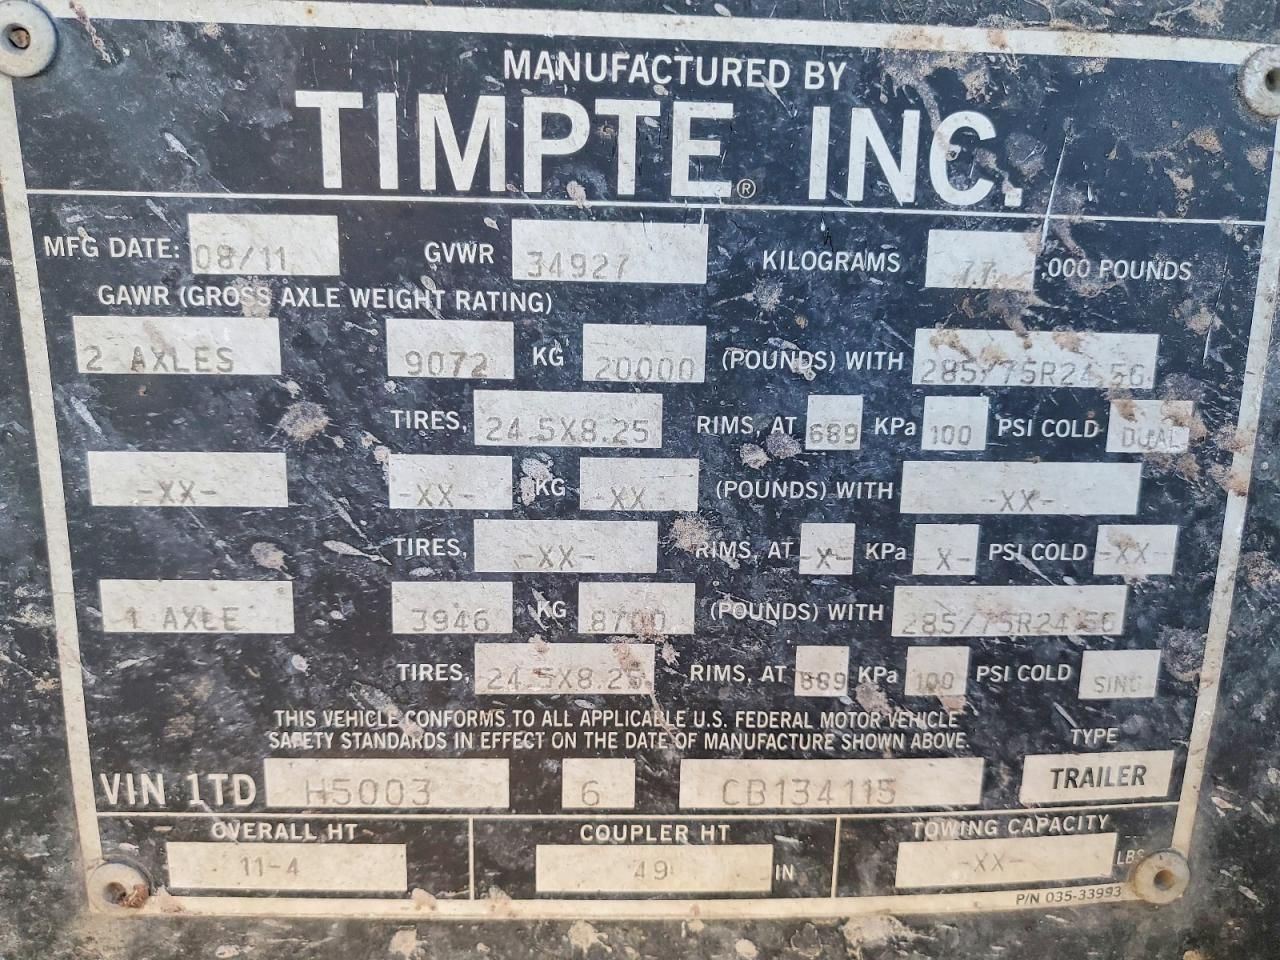 MANUFACTURED BY
TIMPTE® INC.
MFG DATE: 08/11 GVWR 34927 KILOGRAMS 77 ,000 POUNDS
GAWR (GROSS AXLE WEIGHT RATING)
2 AXLES 9072 KG 20000 (POUNDS) WITH 285/75R24.5G
TIRES, 24.5X8.25 RIMS, AT 689 KPa 100 PSI COLD DUAL
-XX- -XX- KG -XX- (POUNDS) WITH -XX-
TIRES, -XX- RIMS, AT -X- KPa -X- PSI COLD -XX-
1 AXLE 3946 KG 8700 (POUNDS) WITH 285/75R24.5G
TIRES, 24.5X8.25 RIMS, AT 689 KPa 100 PSI COLD SING
THIS VEHICLE CONFORMS TO ALL APPLICABLE U.S. FEDERAL MOTOR VEHICLE
SAFETY STANDARDS IN EFFECT ON THE DATE OF MANUFACTURE SHOWN ABOVE.
TYPE
VIN 1TD H5003 6 CB134115 TRAILER
OVERALL HT COUPLER HT TOWING CAPACITY
11-4 49 IN -XX- LBS
P/N 035-33993